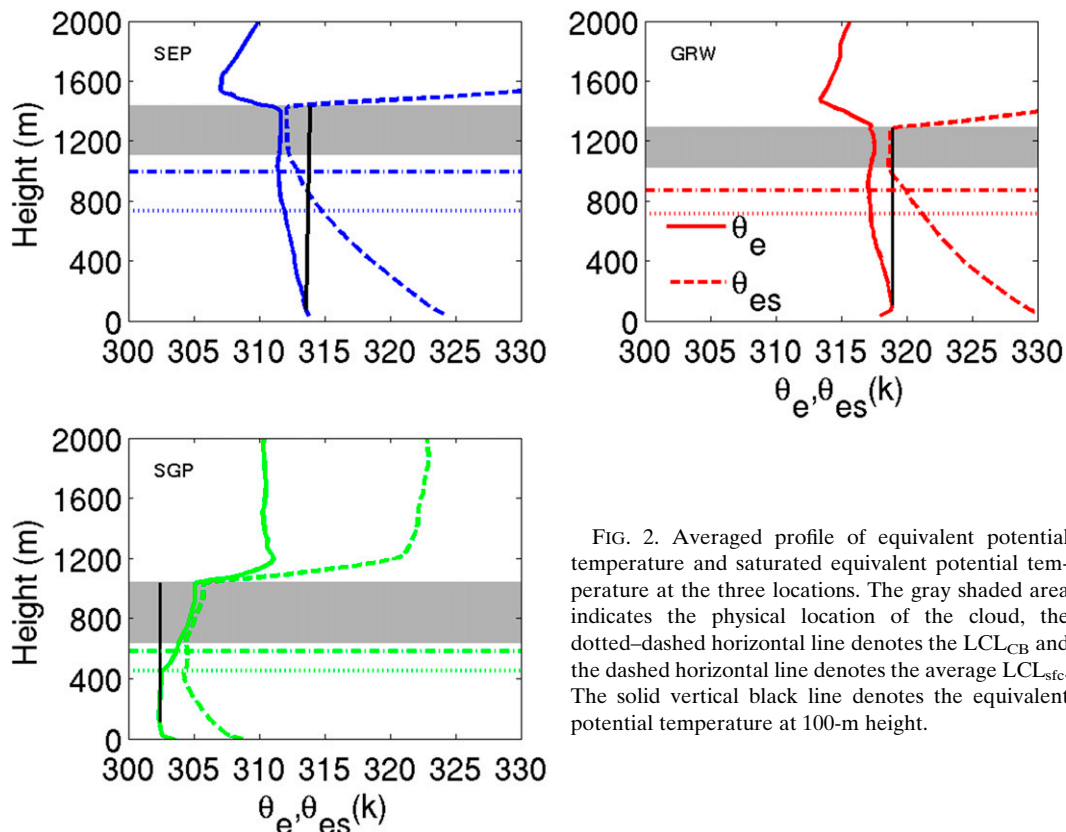 2000
1600
1200
800
400
0
Height (m)
SEP
300 305 310 315 320 325 330
2000
1600
1200
800
400
0
GRW
θe
θes
300 305 310 315 320 325 330
θe,θes(k)
2000
1600
1200
800
400
0
Height (m)
SGP
300 305 310 315 320 325 330
θe,θes(k)
FIG. 2. Averaged profile of equivalent potential
temperature and saturated equivalent potential tem-
perature at the three locations. The gray shaded area
indicates the physical location of the cloud, the
dotted–dashed horizontal line denotes the LCLCB and
the dashed horizontal line denotes the average LCLsfc.
The solid vertical black line denotes the equivalent
potential temperature at 100-m height.